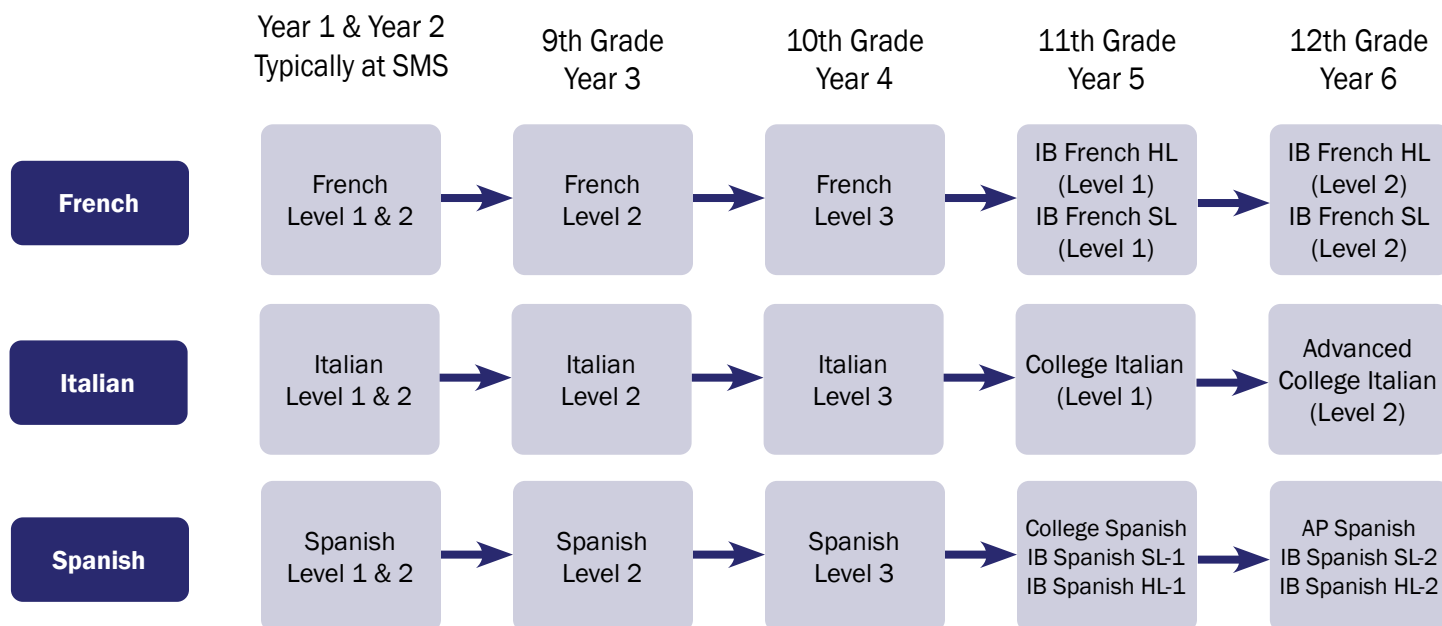 Year 1 & Year 2
Typically at SMS
9th Grade
Year 3
10th Grade
Year 4
11th Grade
Year 5
12th Grade
Year 6
French
French
Level 1 & 2
French
Level 2
French
Level 3
IB French HL
(Level 1)
IB French SL
(Level 1)
IB French HL
(Level 2)
IB French SL
(Level 2)
Italian
Italian
Level 1 & 2
Italian
Level 2
Italian
Level 3
College Italian
(Level 1)
Advanced
College Italian
(Level 2)
Spanish
Spanish
Level 1 & 2
Spanish
Level 2
Spanish
Level 3
College Spanish
IB Spanish SL-1
IB Spanish HL-1
AP Spanish
IB Spanish SL-2
IB Spanish HL-2